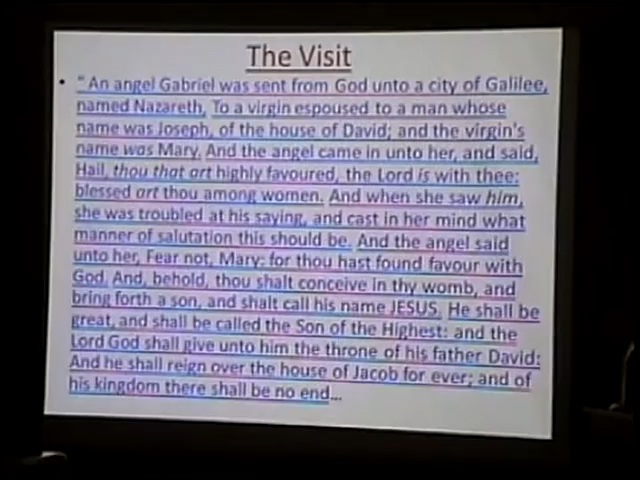 The Visit
• "An angel Gabriel was sent from God unto a city of Galilee,
named Nazareth, To a virgin espoused to a man whose
name was Joseph, of the house of David; and the virgin's
name was Mary. And the angel came in unto her, and said,
Hail, thou that art highly favoured, the Lord is with thee:
blessed art thou among women. And when she saw him,
she was troubled at his saying, and cast in her mind what
manner of salutation this should be. And the angel said
unto her, Fear not, Mary: for thou hast found favour with
God. And, behold, thou shalt conceive in thy womb, and
bring forth a son, and shalt call his name JESUS. He shall be
great, and shall be called the Son of the Highest: and the
Lord God shall give unto him the throne of his father David:
And he shall reign over the house of Jacob for ever; and of
his kingdom there shall be no end...